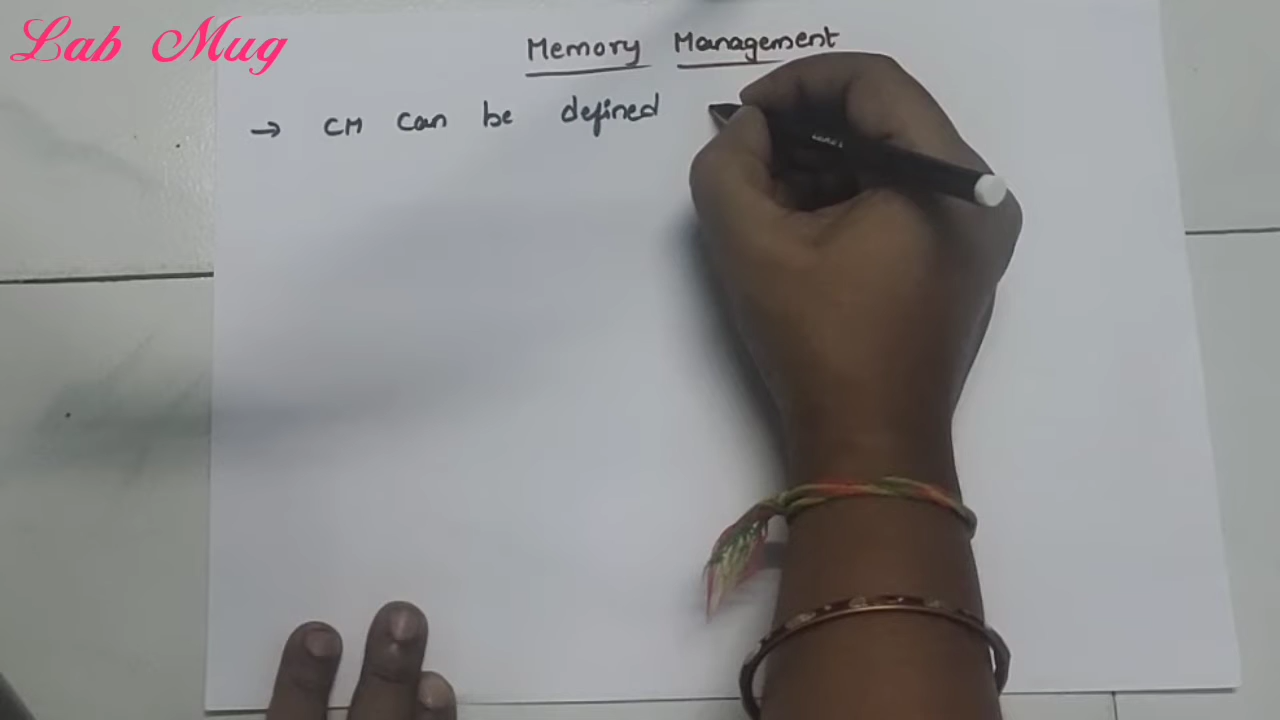 Lab Mug
Memory Management
→ CM can be defined